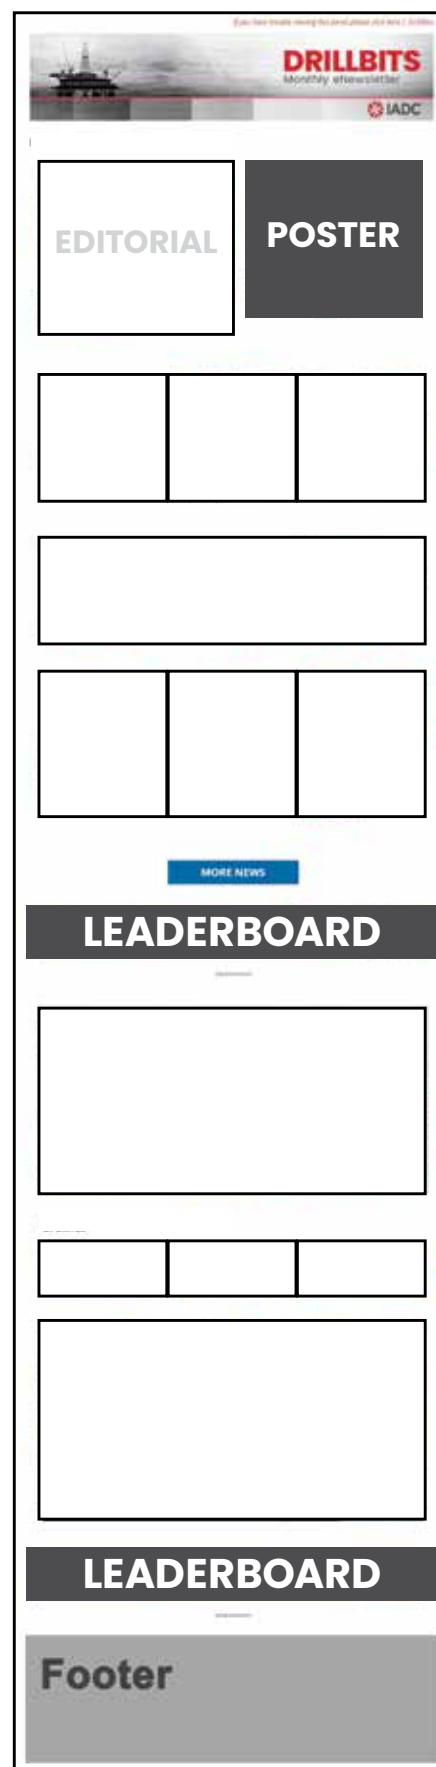 DRILLBITS
Monthly eNewsletter
IADC
EDITORIAL
POSTER
MORE NEWS
LEADERBOARD
LEADERBOARD
Footer